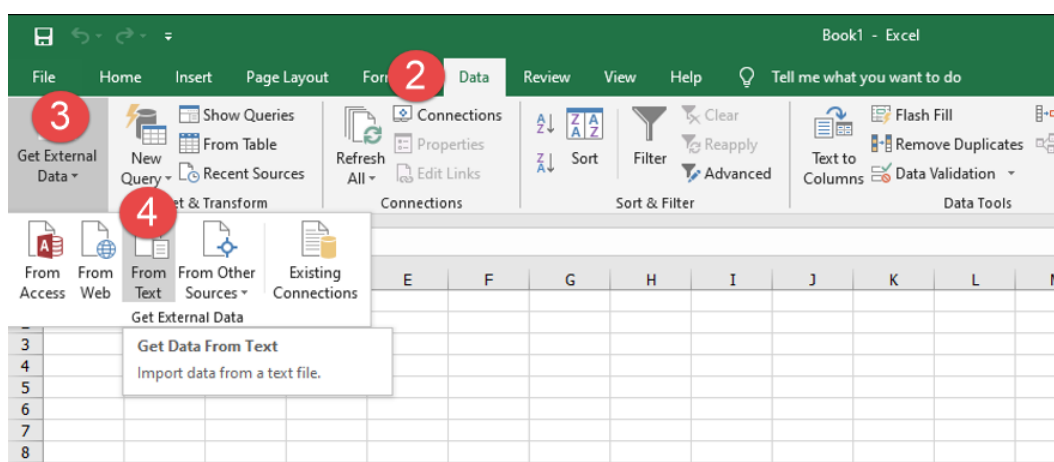 Book1 - Excel
File Home Insert Page Layout For 2 Data Review View Help Tell me what you want to do
3
Get External
Data
New
Query
Show Queries
From Table
Recent Sources
4
et & Transform
Refresh
All
Connections
Properties
Edit Links
Connections
A
Z
Z
A
Z A
A Z
Sort
Filter
Clear
Reapply
Advanced
Sort & Filter
Text to
Columns
Flash Fill
Remove Duplicates
Data Validation
Data Tools
A
From
Access
From
Web
From
Text
From Other
Sources
Existing
Connections
Get External Data
Get Data From Text
Import data from a text file.
E F G H I J K L
3
4
5
6
7
8